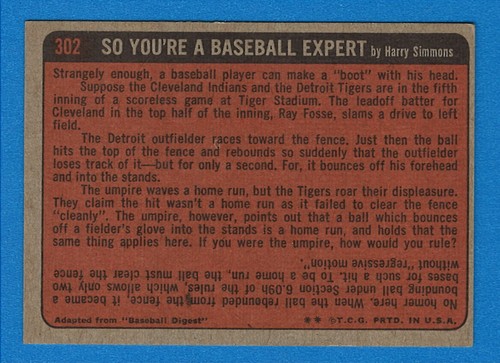 302 SO YOU'RE A BASEBALL EXPERT by Harry Simmons
Strangely enough, a baseball player can make a "boot" with his head.
Suppose the Cleveland Indians and the Detroit Tigers are in the fifth
inning of a scoreless game at Tiger Stadium. The leadoff batter for
Cleveland in the top half of the inning, Ray Fosse, slams a drive to left
field.
The Detroit outfielder races toward the fence. Just then the ball
hits the top of the fence and rebounds so suddenly that the outfielder
loses track of it—but for only a second. For, it bounces off his forehead
and into the stands.
The umpire waves a home run, but the Tigers roar their displeasure.
They claim the hit wasn't a home run as it failed to clear the fence
"cleanly". The umpire, however, points out that a ball which bounces
off a fielder's glove into the stands is a home run, and holds that the
same thing applies here. If you were the umpire, how would you rule?
No homer here. When the ball rebounded from the fence, it became a
bounding ball under Section 6.09h of the rules, which allows only two
bases for such a hit. To be a home run, the ball must clear the fence
without "regressive motion".
Adapted from "Baseball Digest" ** ©T.C.G. PRTD. IN U.S.A.